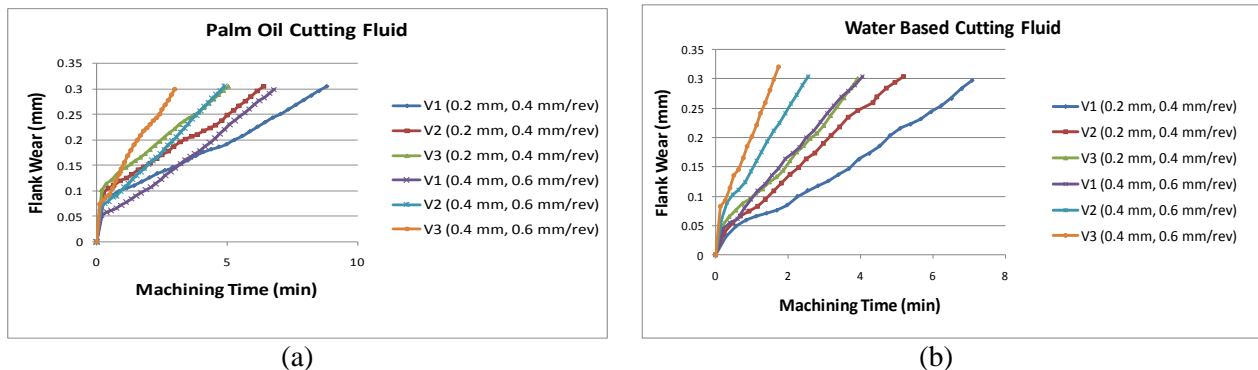 Palm Oil Cutting Fluid
Flank Wear (mm)
0.35
0.3
0.25
0.2
0.15
0.1
0.05
0
0 5 10
Machining Time (min)
V1 (0.2 mm, 0.4 mm/rev)
V2 (0.2 mm, 0.4 mm/rev)
V3 (0.2 mm, 0.4 mm/rev)
V1 (0.4 mm, 0.6 mm/rev)
V2 (0.4 mm, 0.6 mm/rev)
V3 (0.4 mm, 0.6 mm/rev)
(a)
Water Based Cutting Fluid
Flank Wear (mm)
0.35
0.3
0.25
0.2
0.15
0.1
0.05
0
0 2 4 6 8
Machining Time (min)
V1 (0.2 mm, 0.4 mm/rev)
V2 (0.2 mm, 0.4 mm/rev)
V3 (0.2 mm, 0.4 mm/rev)
V1 (0.4 mm, 0.6 mm/rev)
V2 (0.4 mm, 0.6 mm/rev)
V3 (0.4 mm, 0.6 mm/rev)
(b)